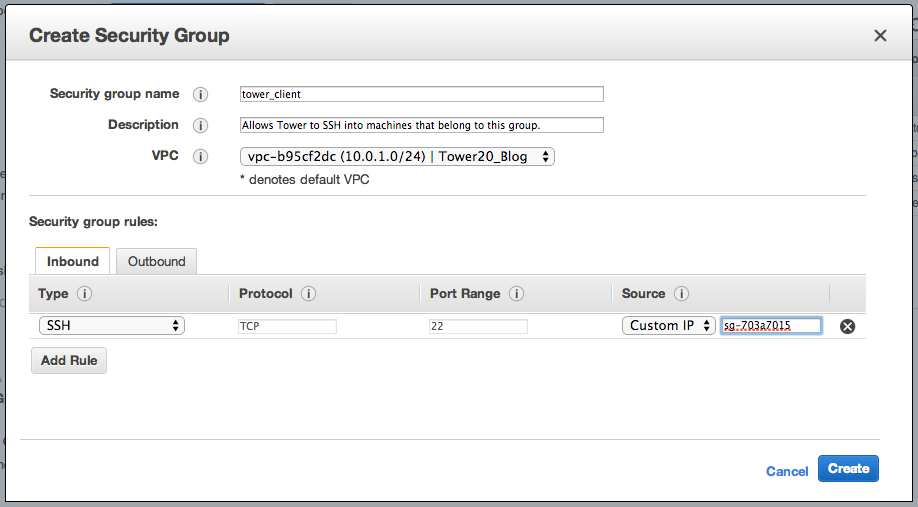 Create Security Group
Security group name
tower_client
Description
Allows Tower to SSH into machines that belong to this group.
VPC
vpc-b95cf2dc (10.0.1.0/24) | Tower20_Blog
* denotes default VPC
Security group rules:
Inbound Outbound
Type Protocol Port Range Source
SSH TCP 22 Custom IP sg-703a7015
Add Rule
Cancel Create